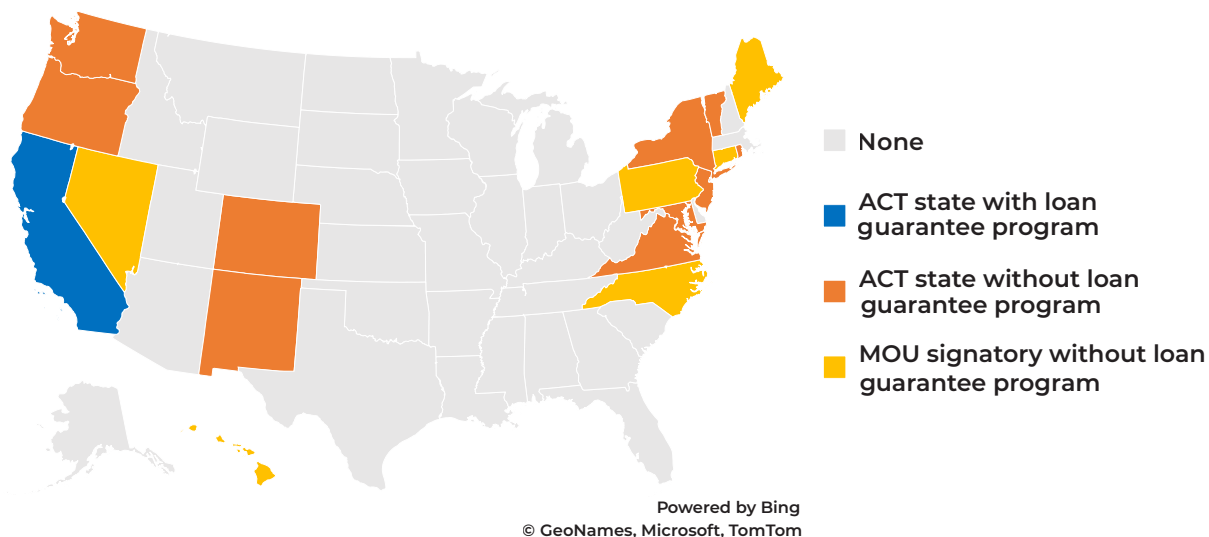 None
ACT state with loan
guarantee program
ACT state without loan
guarantee program
MOU signatory without loan
guarantee program
Powered by Bing
© GeoNames, Microsoft, TomTom